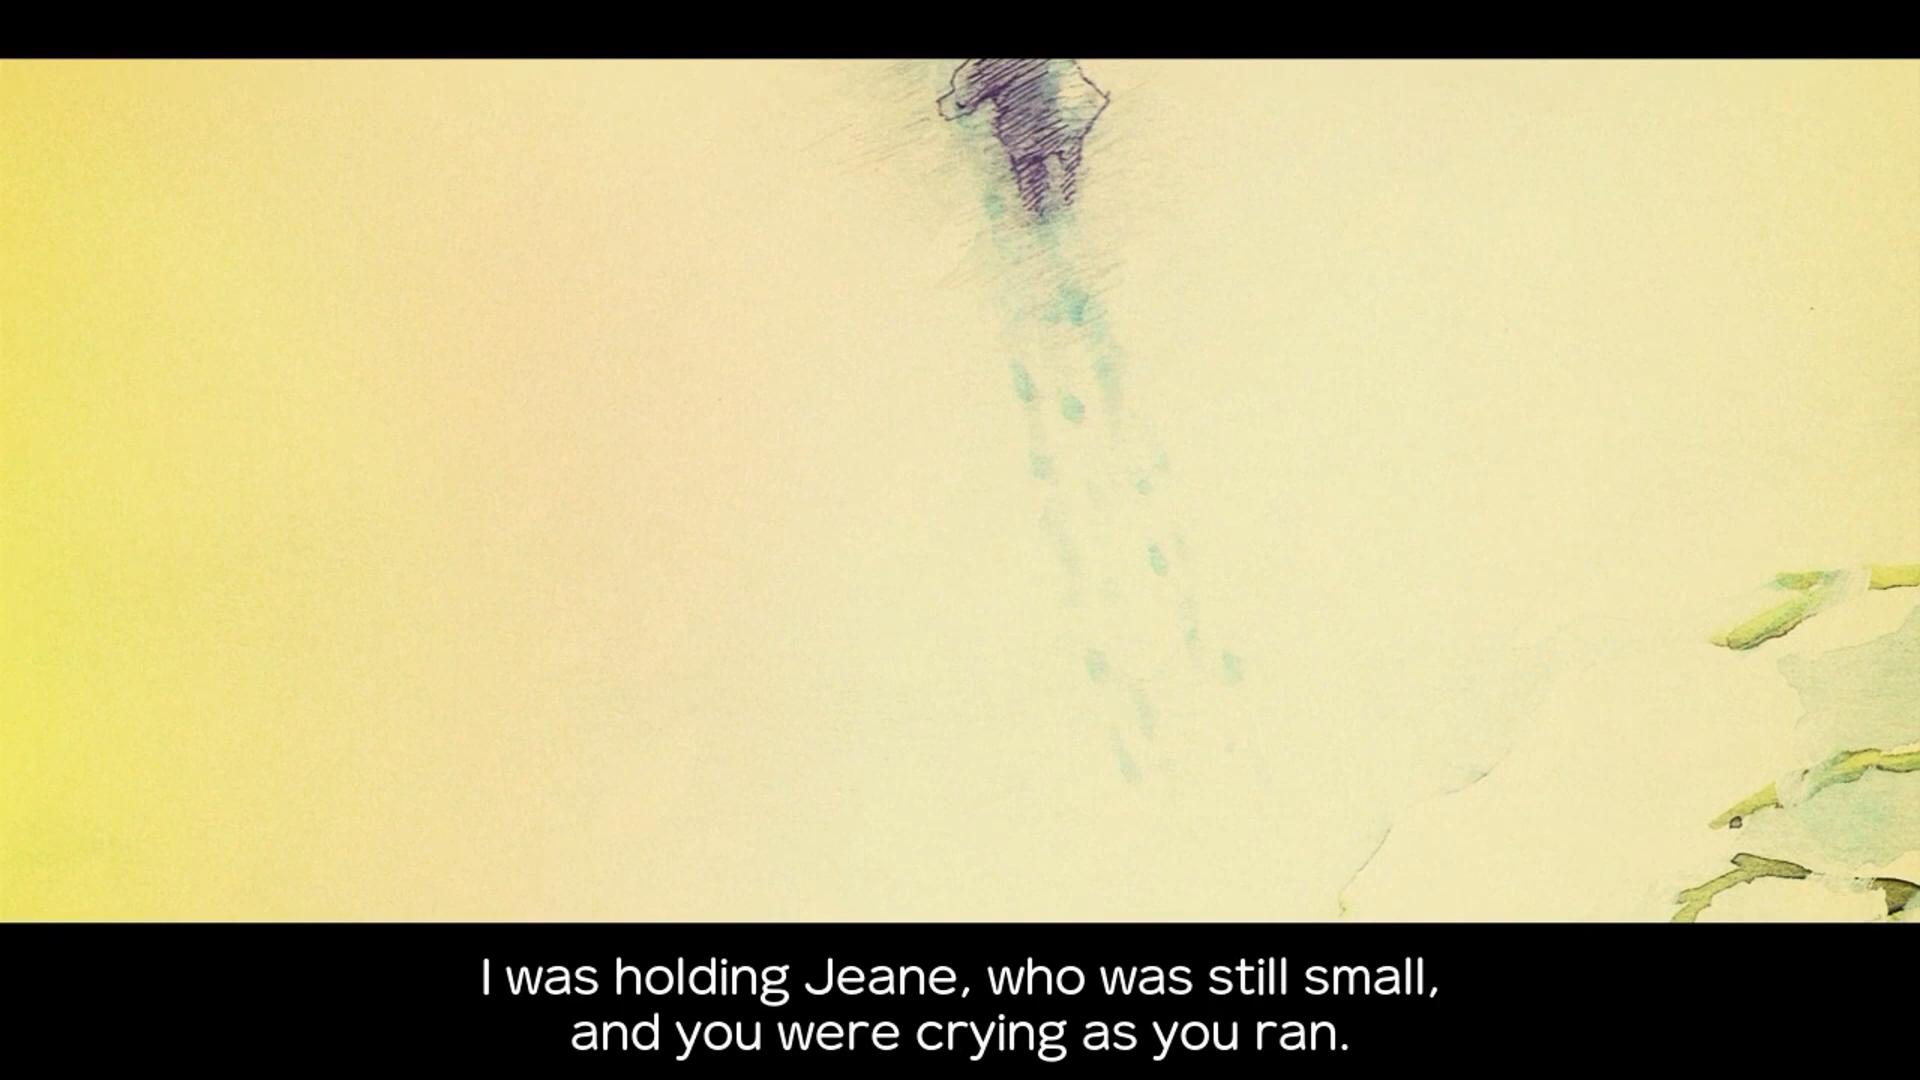 I was holding Jeane, who was still small,
and you were crying as you ran.